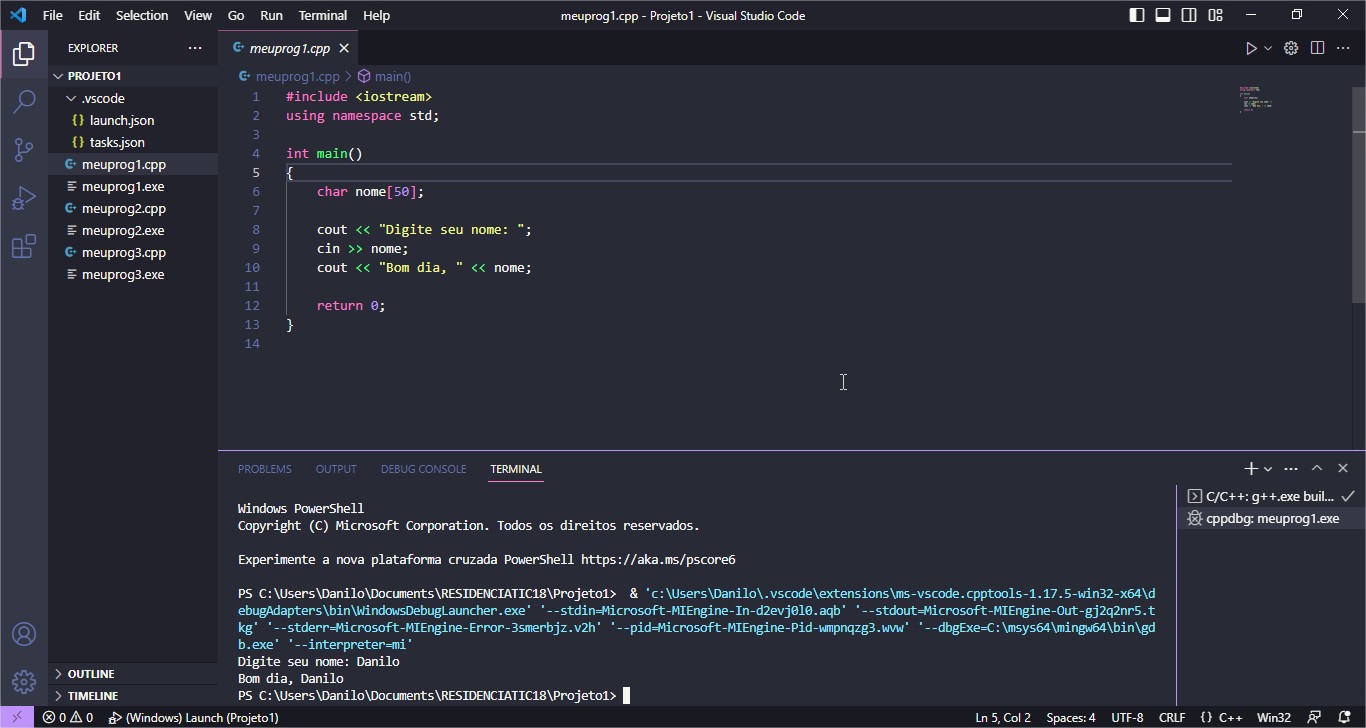 File Edit Selection View Go Run Terminal Help
meuprog1.cpp - Projeto1 - Visual Studio Code
EXPLORER
PROJETO1
.vscode
launch.json
tasks.json
meuprog1.cpp
meuprog1.exe
meuprog2.cpp
meuprog2.exe
meuprog3.cpp
meuprog3.exe
OUTLINE
TIMELINE
meuprog1.cpp
meuprog1.cpp > main()
1 #include <iostream>
2 using namespace std;
3
4 int main()
5 {
6 char nome[50];
7
8 cout << "Digite seu nome: ";
9 cin >> nome;
10 cout << "Bom dia, " << nome;
11
12 return 0;
13 }
14
PROBLEMS OUTPUT DEBUG CONSOLE TERMINAL
Windows PowerShell
Copyright (C) Microsoft Corporation. Todos os direitos reservados.
Experimente a nova plataforma cruzada PowerShell https://aka.ms/pscore6
PS C:\Users\Danilo\Documents\RESIDENCIATIC18\Projeto1>  & 'c:\Users\Danilo\.vscode\extensions\ms-vscode.cpptools-1.17.5-win32-x64\d
ebugAdapters\bin\WindowsDebugLauncher.exe' '--stdin=Microsoft-MIEngine-In-d2evj0l0.aqb' '--stdout=Microsoft-MIEngine-Out-gj2q2nr5.t
kg' '--stderr=Microsoft-MIEngine-Error-3smerbjz.v2h' '--pid=Microsoft-MIEngine-Pid-wmpnqzg3.wvw' '--dbgExe=C:\msys64\mingw64\bin\gd
b.exe' '--interpreter=mi'
Digite seu nome: Danilo
Bom dia, Danilo
PS C:\Users\Danilo\Documents\RESIDENCIATIC18\Projeto1>
C/C++: g++.exe buil...
cppdbg: meuprog1.exe
0 0 (Windows) Launch (Projeto1)
Ln 5, Col 2 Spaces: 4 UTF-8 CRLF {} C++ Win32